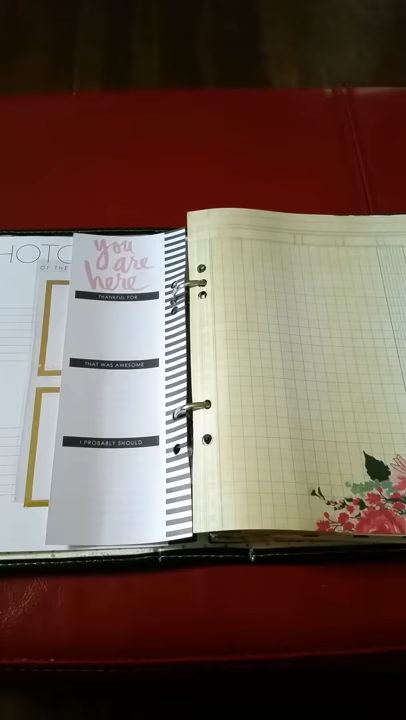 HOTO
OF THE
you
are
here
THANKFUL FOR
THAT WAS AWESOME
I PROBABLY SHOULD